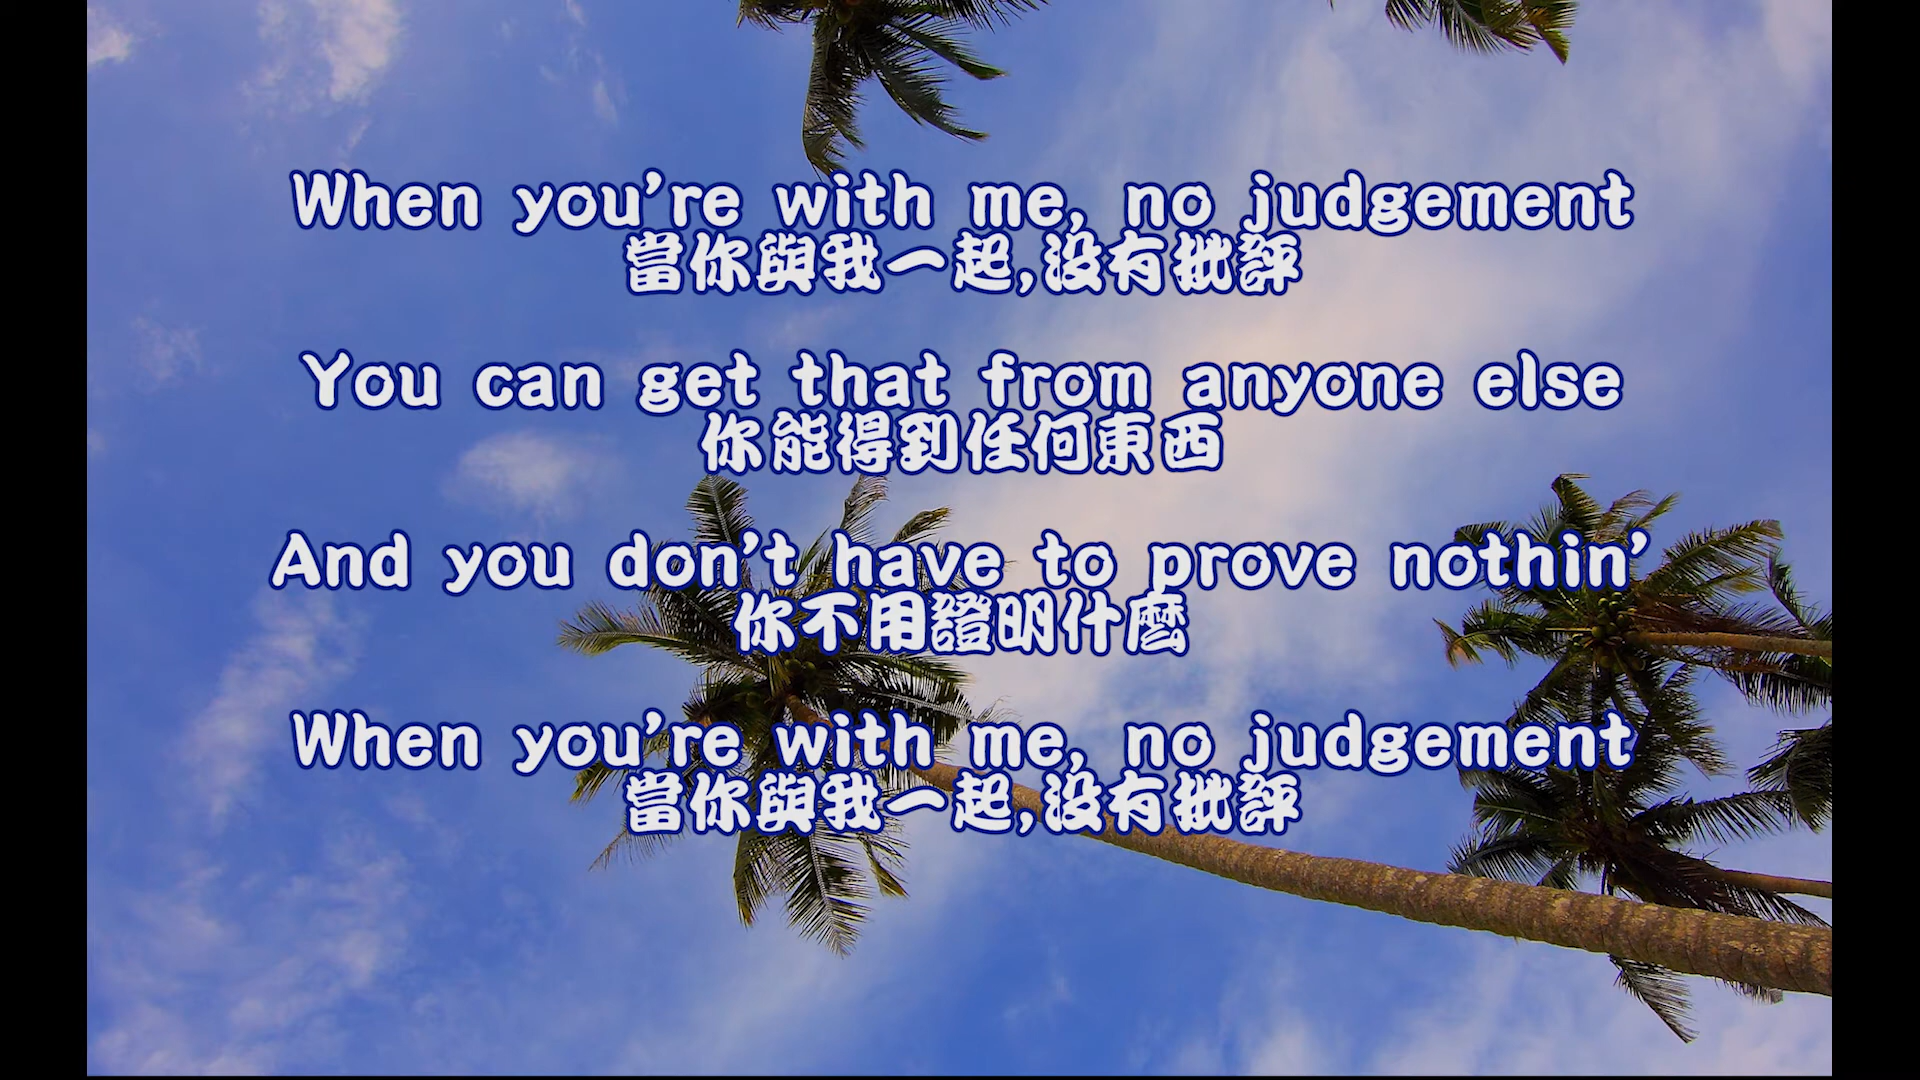 When you're with me, no judgement
當你與我一起,沒有批評
You can get that from anyone else
你能得到任何東西
And you don't have to prove nothin'
你不用證明什麼
When you're with me, no judgement
當你與我一起,沒有批評